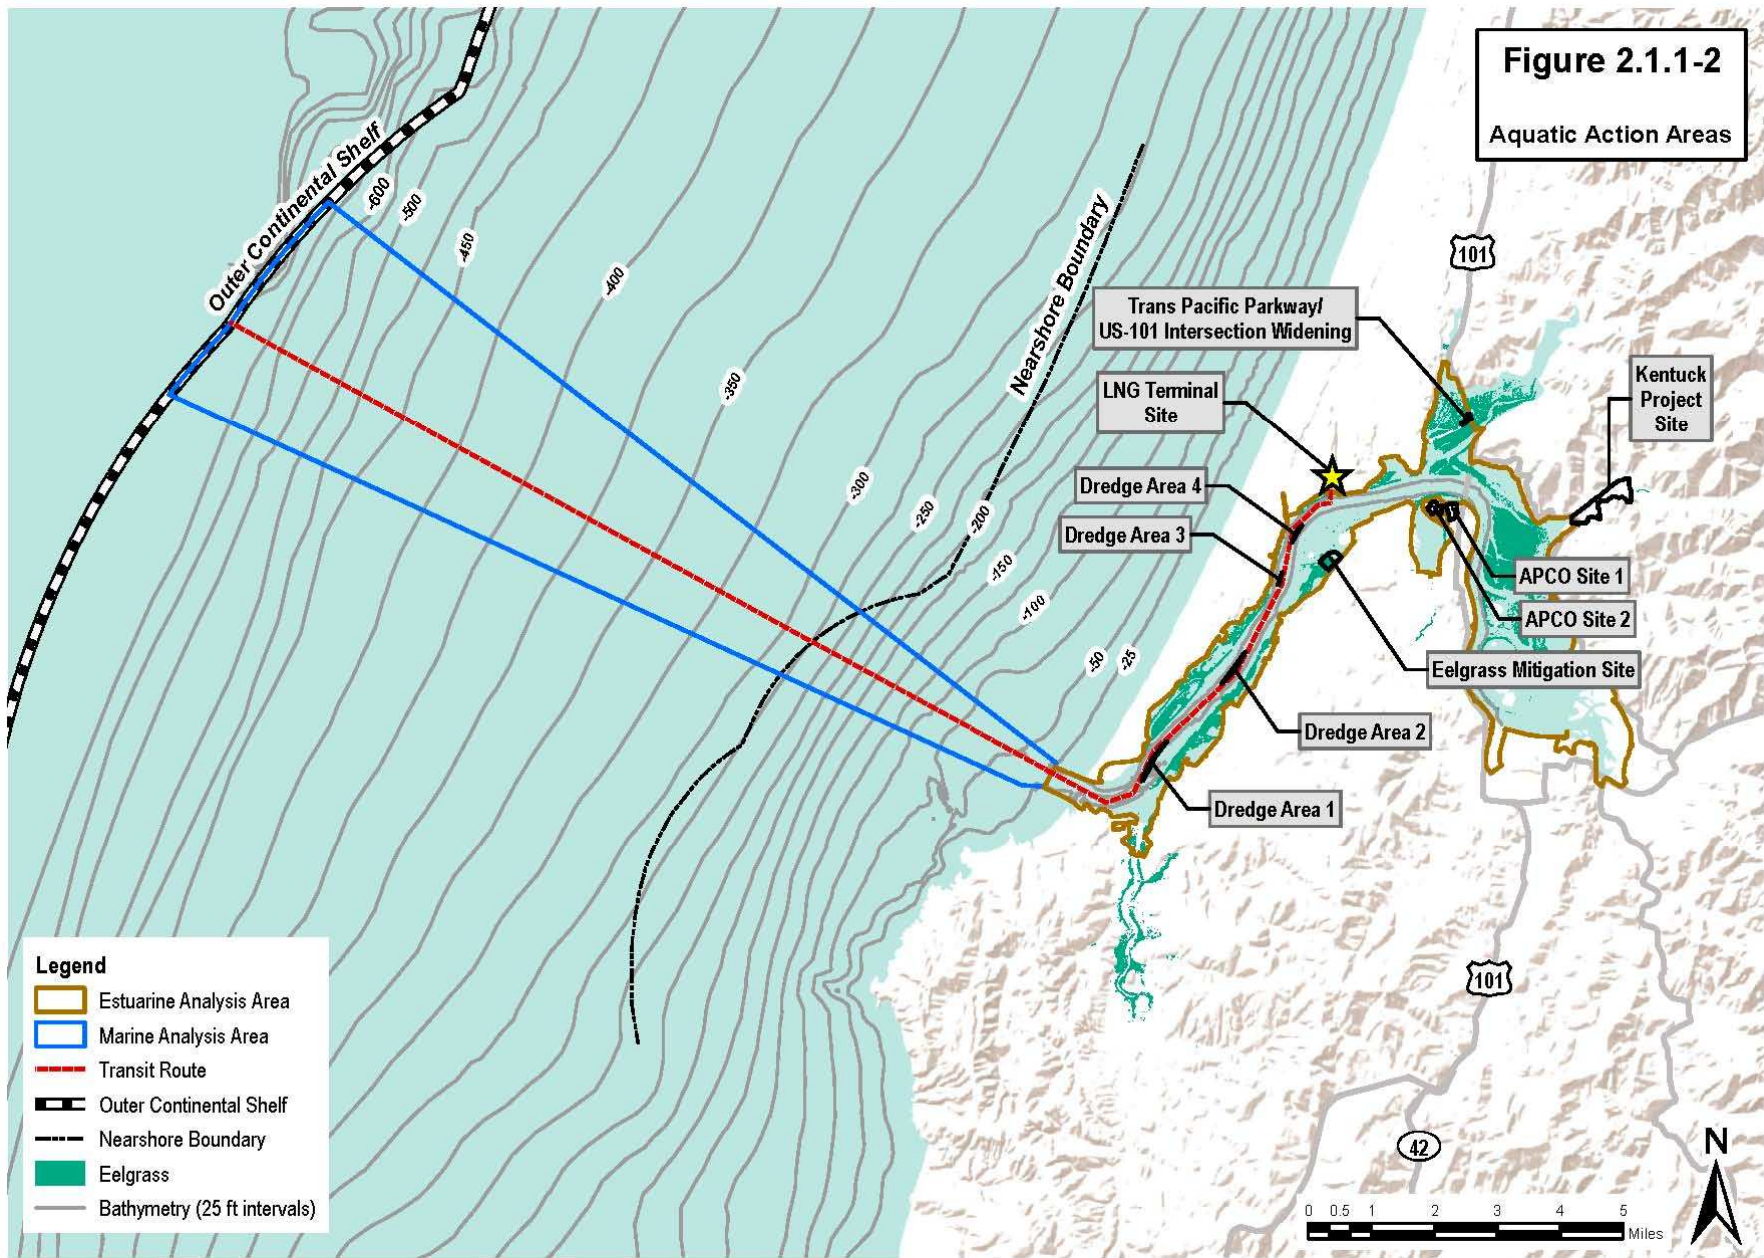 Figure 2.1.1-2
Aquatic Action Areas
Outer Continental Shelf
-600
-500
-450
-400
-350
-300
-250
-200
-150
-100
-50
-25
Nearshore Boundary
101
Trans Pacific Parkway/
US-101 Intersection Widening
LNG Terminal
Site
Kentuck
Project
Site
Dredge Area 4
Dredge Area 3
APCO Site 1
APCO Site 2
Eelgrass Mitigation Site
Dredge Area 2
Dredge Area 1
101
42
Legend
Estuarine Analysis Area
Marine Analysis Area
Transit Route
Outer Continental Shelf
Nearshore Boundary
Eelgrass
Bathymetry (25 ft intervals)
N
0 0.5 1 2 3 4 5
Miles